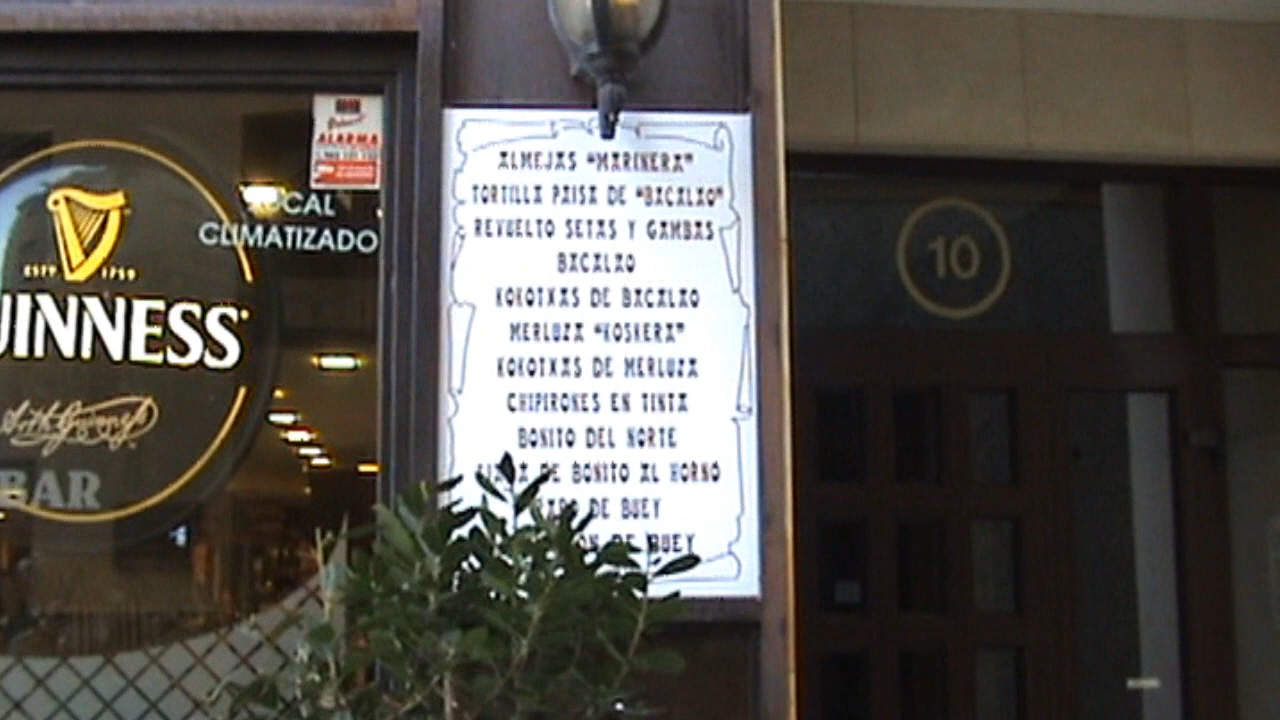 ALARMA
LOCAL
CLIMATIZADO
ESTD 1759
GUINNESS
BAR
ALMEJAS "MARINERA"
TORTILLA PAISA DE "BACALAO"
REVUELTO SETAS Y GAMBAS
BACALAO
KOKOTXAS DE BACALAO
MERLUZA "KOSKERA"
KOKOTXAS DE MERLUZA
CHIPIRONES EN TINTA
BONITO DEL NORTE
DE BONITO AL HORNO
DE BUEY
DE BUEY
10